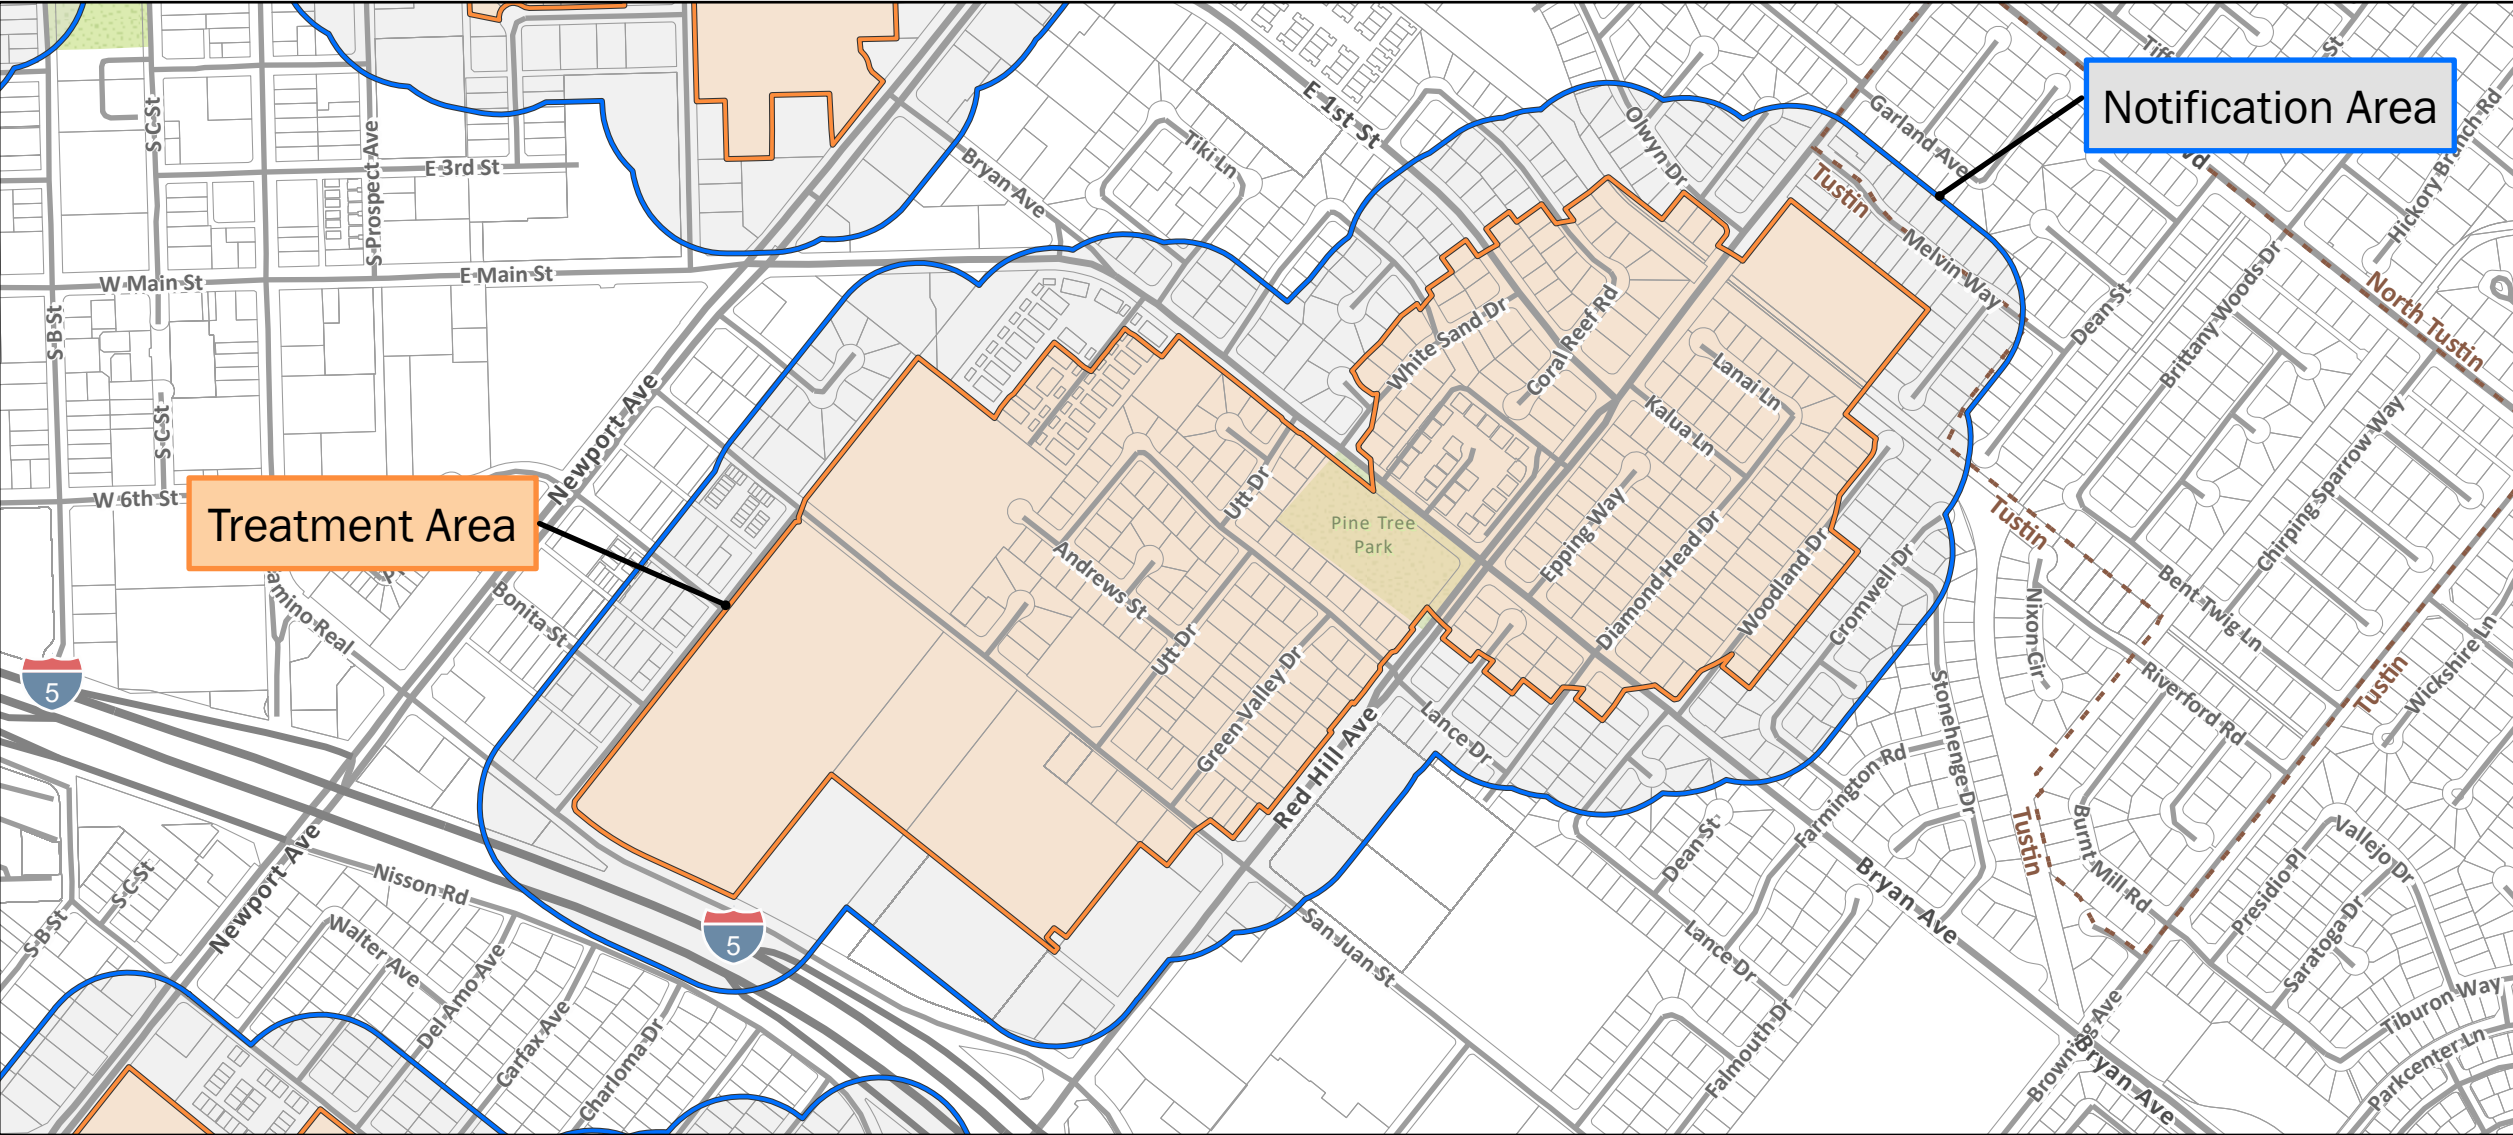 Tiff
St
Notification Area
Hickory Branch Rd
vd
E 1st St
Olwyn Dr
Garland Ave
S C St
S Prospect Ave
E 3rd St
Bryan Ave
Tiki Ln
Tustin
Melvin Way
W Main St
E Main St
S B St
Dean St
Brittany Woods Dr
North Tustin
White Sand Dr
Coral Reef Rd
Lanai Ln
Kalua Ln
S C St
Newport Ave
W 6th St
Treatment Area
Utt Dr
Pine Tree
Park
Epping Way
Diamond Head Dr
Woodland Dr
Cromwell Dr
Tustin
Chirping Sparrow Way
Bent Twig Ln
Andrews St
Utt Dr
Green Valley Dr
amino Real
Bonita St
5
Nixon Cir
Stonehenge Dr
Riverford Rd
Tustin
Wickshire Ln
Lance Dr
Red Hill Ave
Farmington Rd
Dean St
Tustin
Burnt Mill Rd
Vallejo Dr
Presidio Pl
Saratoga Dr
Bryan Ave
Newport Ave
Nisson Rd
S C St
S B St
Walter Ave
Del Amo Ave
Carfax Ave
Charloma Dr
5
San Juan St
Lance Dr
Falmouth Dr
Tiburon Way
Parkcenter Ln
Browning Ave
Bryan Ave